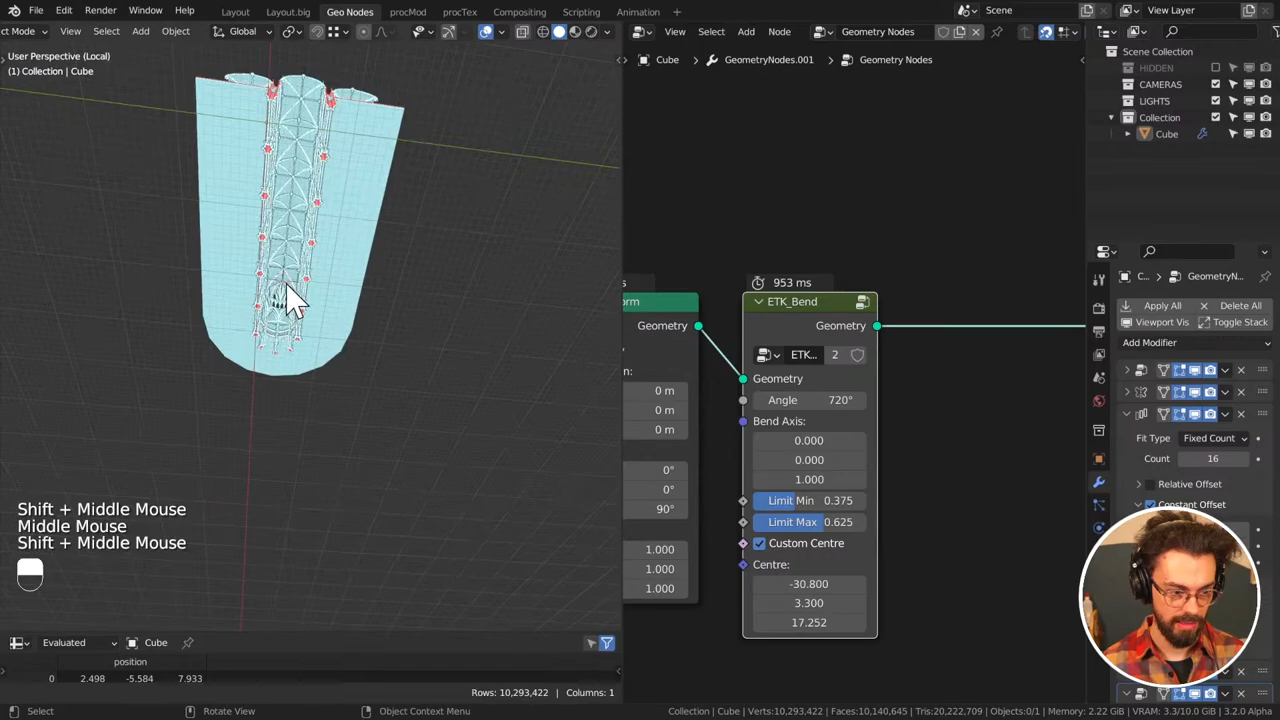 File Edit Render Window Help Layout Layout.big Geo Nodes procMod procTex Compositing Scripting Animation + Scene View Layer
ct Mode View Select Add Object Global View Select Add Node Geometry Nodes
User Perspective (Local)
(1) Collection | Cube
Cube GeometryNodes.001 Geometry Nodes
Scene Collection
HIDDEN
CAMERAS
LIGHTS
Collection
Cube
C... GeometryN...
Apply All Delete All
Viewport Vis Toggle Stack
Add Modifier
Fit Type Fixed Count
Count 16
Relative Offset
Constant Offset
s
orm
Geometry
n:
0 m
0 m
0 m
0°
0°
90°
1.000
1.000
1.000
953 ms
ETK_Bend
Geometry
ETK... 2
Geometry
Angle 720°
Bend Axis:
0.000
0.000
1.000
Limit Min 0.375
Limit Max 0.625
Custom Centre
Centre:
-30.800
3.300
17.252
Shift + Middle Mouse
Middle Mouse
Shift + Middle Mouse
Evaluated Cube
position
0 2.498 -5.584 7.933
Rows: 10,293,422 | Columns: 1
Select Rotate View Object Context Menu Collection | Cube | Verts:10,293,422 | Faces:10,140,645 | Tris:20,222,709 | Objects:0/1 | Memory: 2.22 GiB | VRAM: 3.3/10.0 GiB | 3.2.0 Alpha